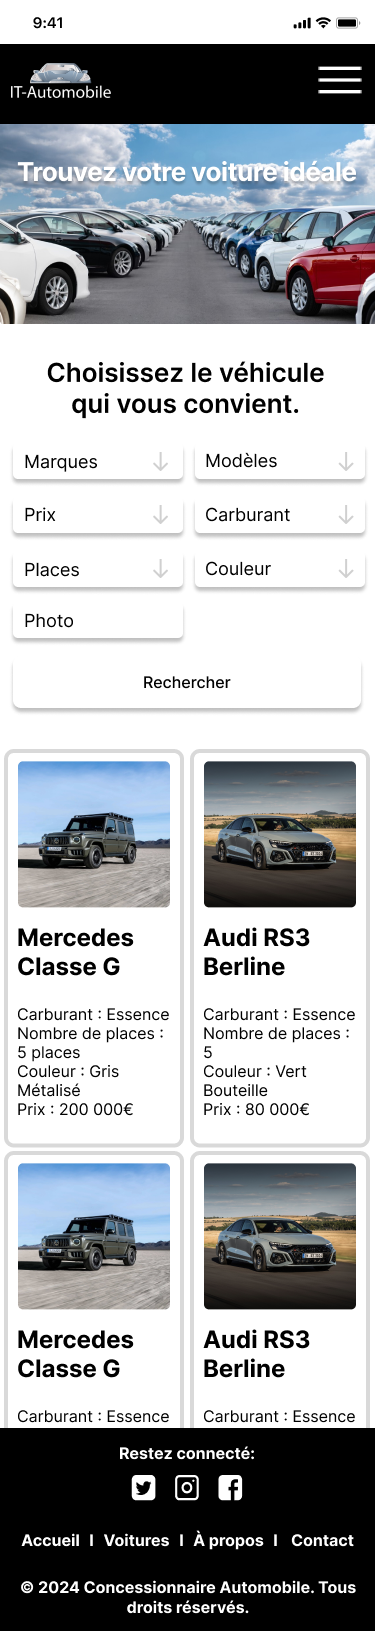 9:41
IT-Automobile
Trouvez votre voiture idéale
Choisissez le véhicule
qui vous convient.
Marques
Modèles
Prix
Carburant
Places
Couleur
Photo
Rechercher
Mercedes
Classe G
Carburant : Essence
Nombre de places :
5 places
Couleur : Gris
Métalisé
Prix : 200 000€
Audi RS3
Berline
Carburant : Essence
Nombre de places :
5
Couleur : Vert
Bouteille
Prix : 80 000€
Mercedes
Classe G
Carburant : Essence
Audi RS3
Berline
Carburant : Essence
Restez connecté:
Accueil I Voitures I À propos I Contact
© 2024 Concessionnaire Automobile. Tous
droits réservés.